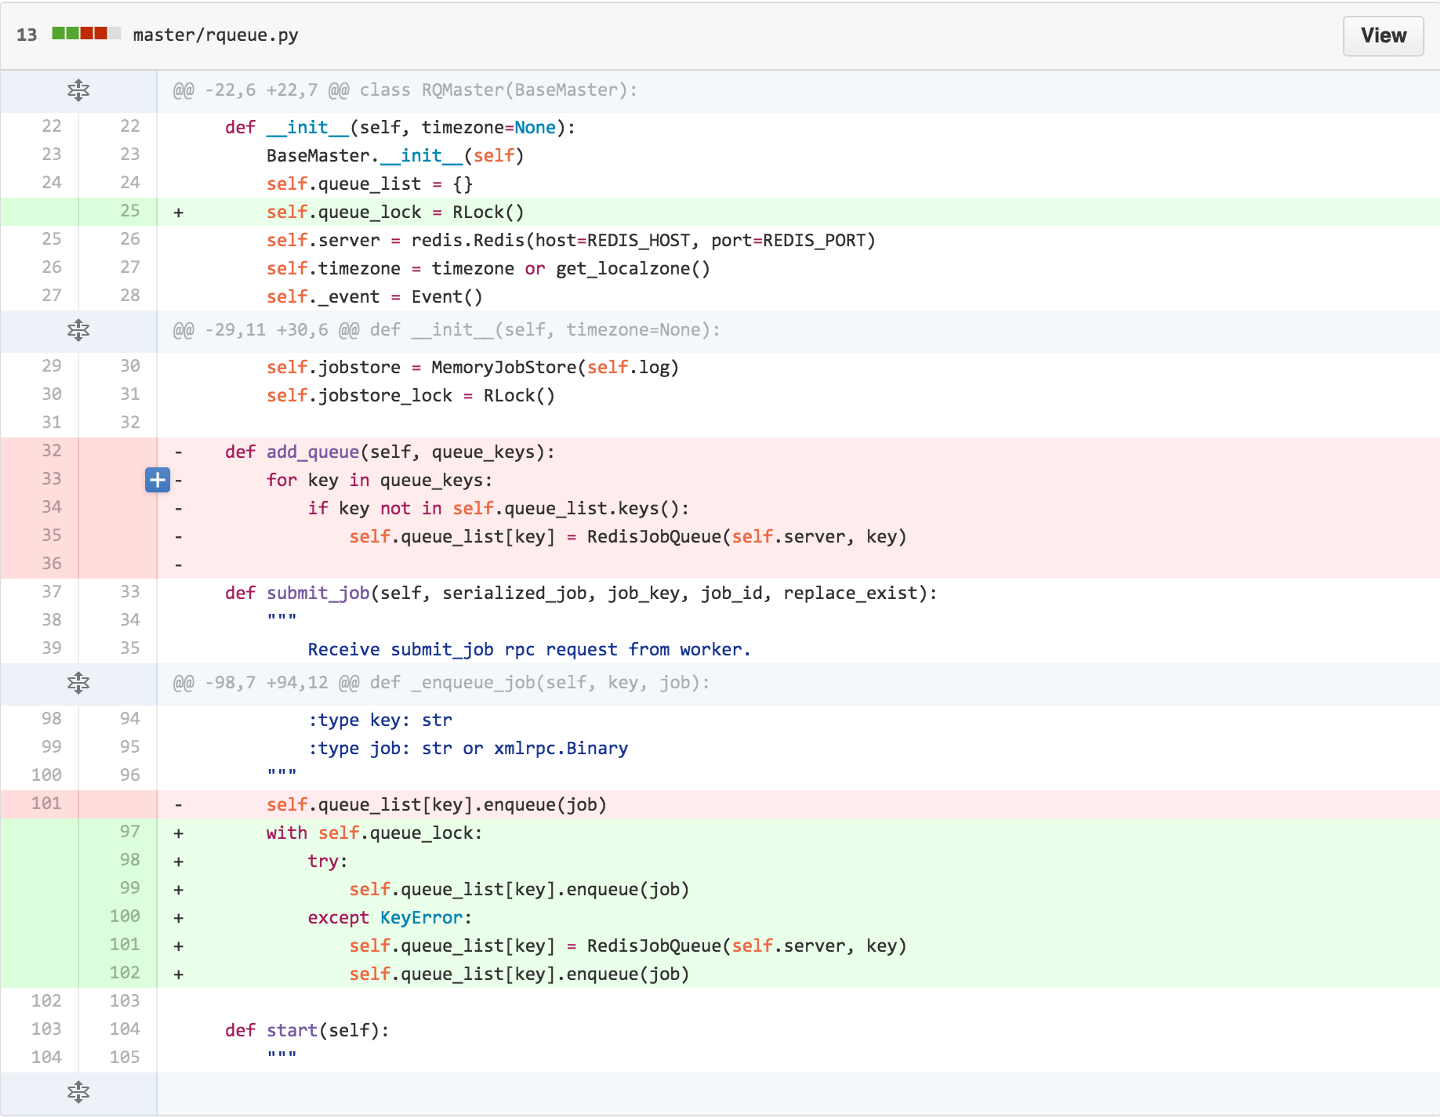 13 master/rqueue.py View
@@ -22,6 +22,7 @@ class RQMaster(BaseMaster):
22 22 def __init__(self, timezone=None):
23 23 BaseMaster.__init__(self)
24 24 self.queue_list = {}
25 + self.queue_lock = RLock()
25 26 self.server = redis.Redis(host=REDIS_HOST, port=REDIS_PORT)
26 27 self.timezone = timezone or get_localzone()
27 28 self._event = Event()
@@ -29,11 +30,6 @@ def __init__(self, timezone=None):
29 30 self.jobstore = MemoryJobStore(self.log)
30 31 self.jobstore_lock = RLock()
31 32
32 - def add_queue(self, queue_keys):
33 + - for key in queue_keys:
34 - if key not in self.queue_list.keys():
35 - self.queue_list[key] = RedisJobQueue(self.server, key)
36 -
37 33 def submit_job(self, serialized_job, job_key, job_id, replace_exist):
38 34 """
39 35 Receive submit_job rpc request from worker.
@@ -98,7 +94,12 @@ def _enqueue_job(self, key, job):
98 94 :type key: str
99 95 :type job: str or xmlrpc.Binary
100 96 """
101 - self.queue_list[key].enqueue(job)
97 + with self.queue_lock:
98 + try:
99 + self.queue_list[key].enqueue(job)
100 + except KeyError:
101 + self.queue_list[key] = RedisJobQueue(self.server, key)
102 + self.queue_list[key].enqueue(job)
102 103
103 104 def start(self):
104 105 """